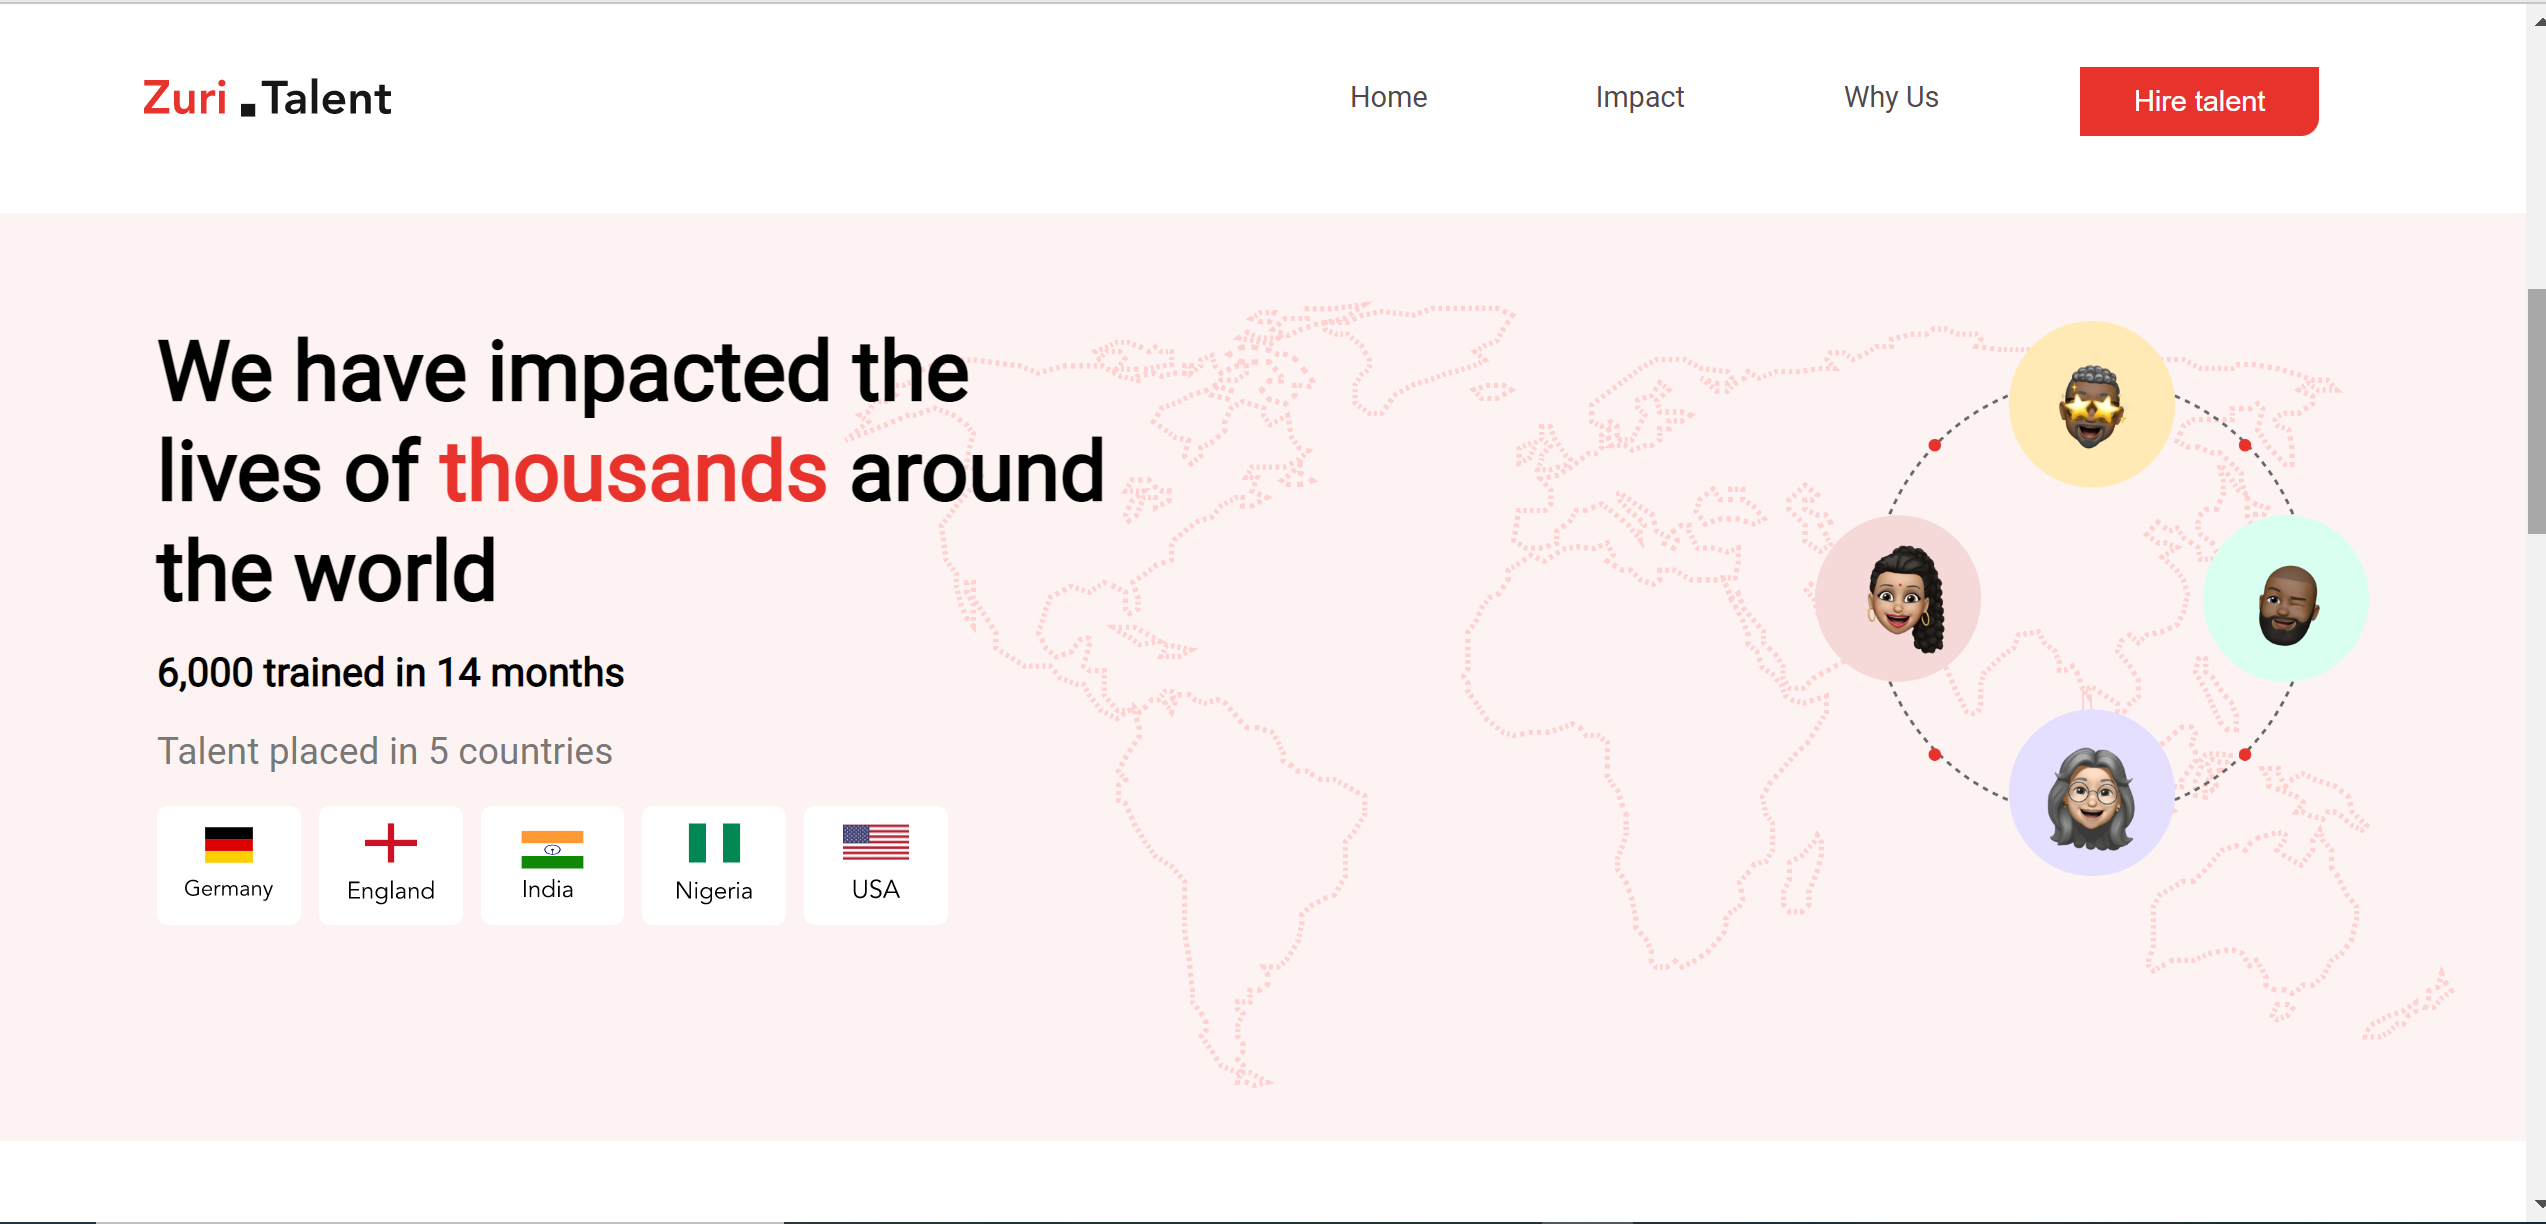 Zuri .Talent
Home
Impact
Why Us
Hire talent
We have impacted the
lives of thousands around
the world
6,000 trained in 14 months
Talent placed in 5 countries
Germany
England
India
Nigeria
USA